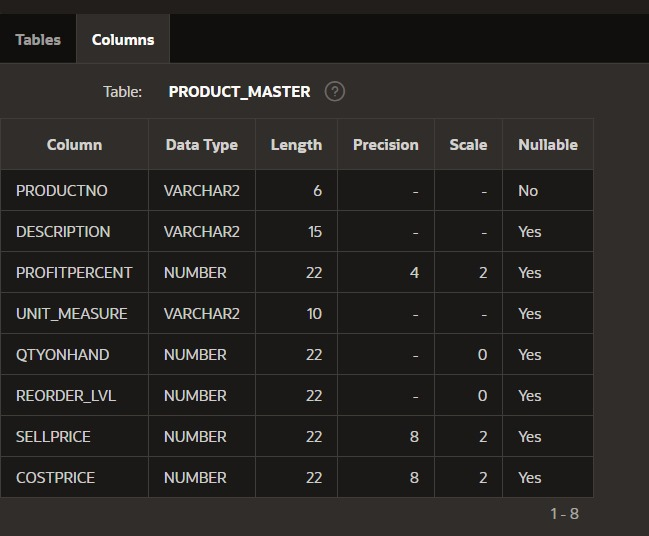 Tables Columns
Table: PRODUCT_MASTER ?
Column Data Type Length Precision Scale Nullable
PRODUCTNO VARCHAR2 6 - - No
DESCRIPTION VARCHAR2 15 - - Yes
PROFITPERCENT NUMBER 22 4 2 Yes
UNIT_MEASURE VARCHAR2 10 - - Yes
QTYONHAND NUMBER 22 - 0 Yes
REORDER_LVL NUMBER 22 - 0 Yes
SELLPRICE NUMBER 22 8 2 Yes
COSTPRICE NUMBER 22 8 2 Yes
1 - 8